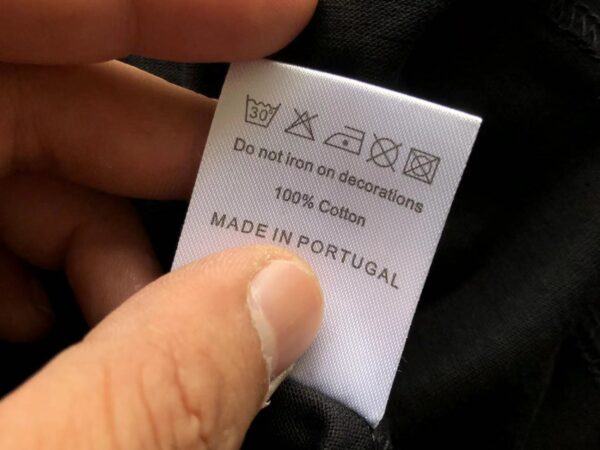 30°
Do not iron on decorations
100% Cotton
MADE IN PORTUGAL